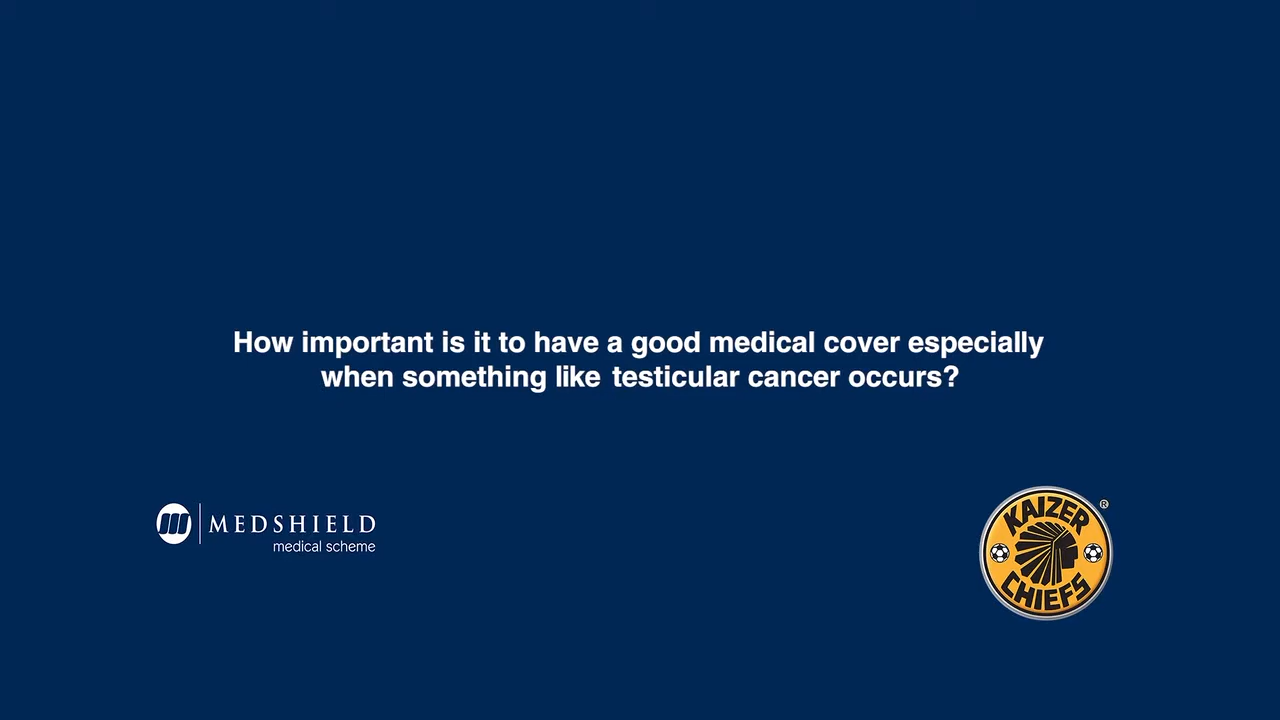 How important is it to have a good medical cover especially
when something like testicular cancer occurs?
MEDSHIELD
medical scheme
KAIZER
CHIEFS
®